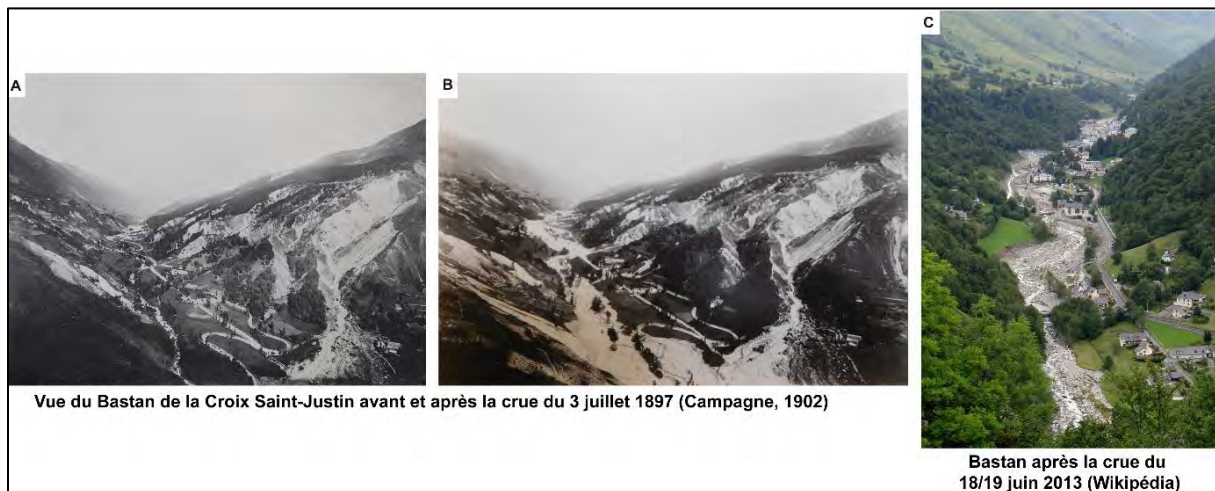 A
B
C
Vue du Bastan de la Croix Saint-Justin avant et après la crue du 3 juillet 1897 (Campagne, 1902)
Bastan après la crue du
18/19 juin 2013 (Wikipédia)